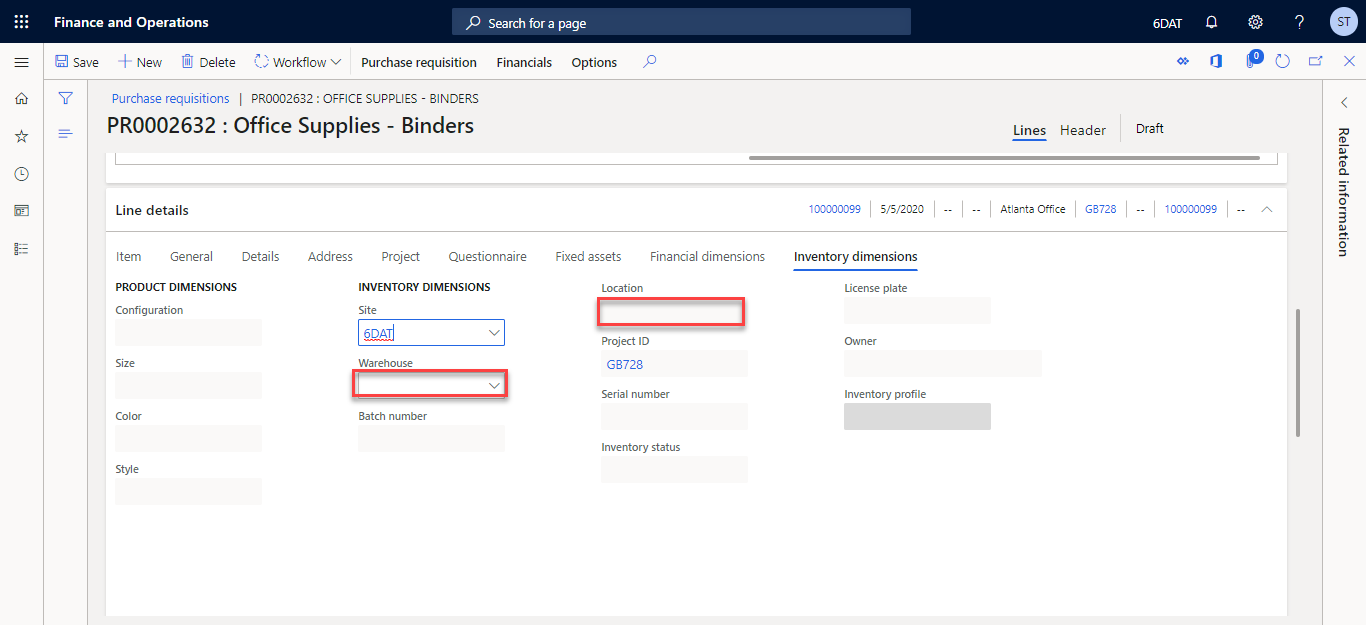 Finance and Operations
Search for a page
6DAT
?
ST
Save
New
Delete
Workflow
Purchase requisition
Financials
Options
0
Purchase requisitions | PR0002632 : OFFICE SUPPLIES - BINDERS
PR0002632 : Office Supplies - Binders
Lines
Header
Draft
Related information
Line details
100000099
5/5/2020
--
--
Atlanta Office
GB728
--
100000099
--
Item
General
Details
Address
Project
Questionnaire
Fixed assets
Financial dimensions
Inventory dimensions
PRODUCT DIMENSIONS
Configuration
Size
Color
Style
INVENTORY DIMENSIONS
Site
6DAT
Warehouse
Batch number
Location
Project ID
GB728
Serial number
Inventory status
License plate
Owner
Inventory profile